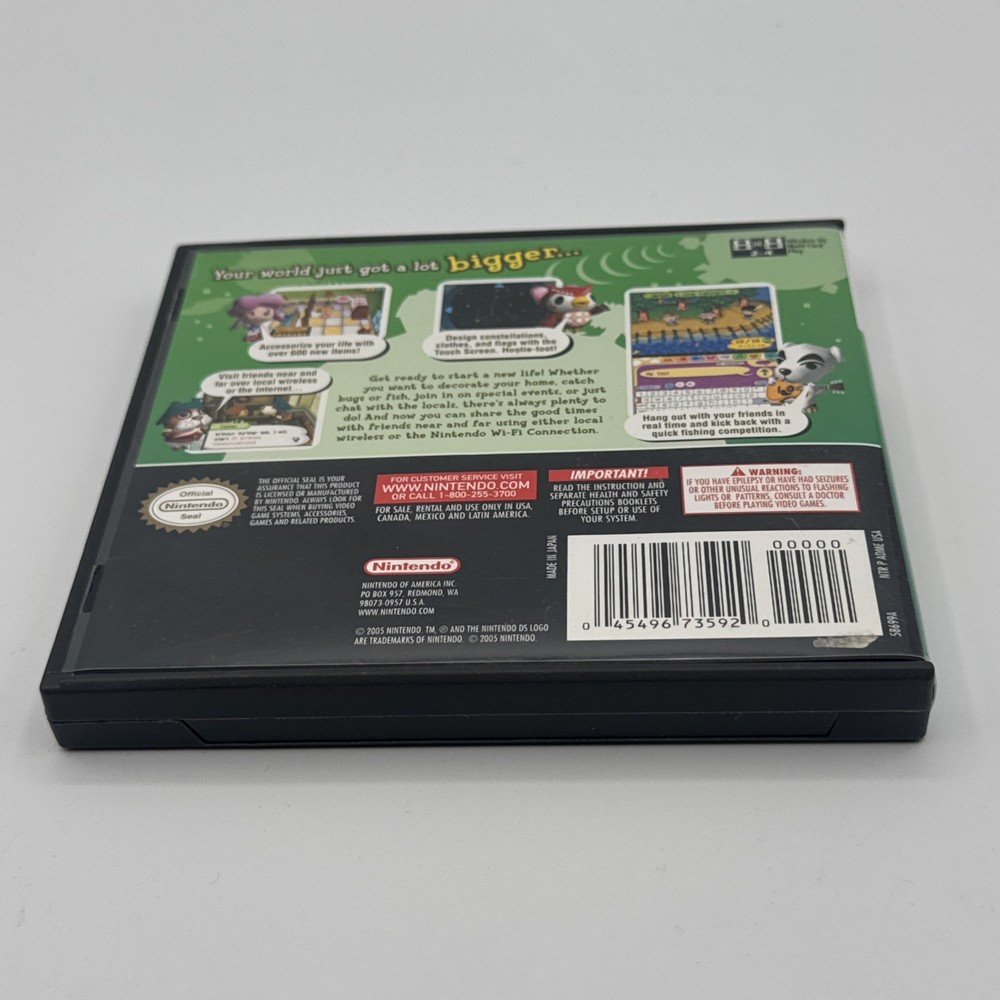 Your world just got a lot bigger...
2-4
Accessorize your life with
over 600 new items!
Design constellations,
clothes, and flags with the
Touch Screen. Hootie-toot!
Visit friends near and
far over local wireless
or the internet...
Get ready to start a new life! Whether
you want to decorate your home, catch
bugs or fish, join in on special events, or just
chat with the locals, there's always plenty to
do! And now you can share the good times
with friends near and far using either local
wireless or the Nintendo Wi-Fi Connection.
Hang out with your friends in
real time and kick back with a
quick fishing competition.
Official
Nintendo
Seal
THE OFFICIAL SEAL IS YOUR
ASSURANCE THAT THIS PRODUCT
IS LICENSED OR MANUFACTURED
BY NINTENDO. ALWAYS LOOK FOR
THIS SEAL WHEN BUYING VIDEO
GAME SYSTEMS, ACCESSORIES,
GAMES AND RELATED PRODUCTS.
FOR CUSTOMER SERVICE VISIT
WWW.NINTENDO.COM
OR CALL 1-800-255-3700
FOR SALE, RENTAL AND USE ONLY IN USA,
CANADA, MEXICO AND LATIN AMERICA.
IMPORTANT!
READ THE INSTRUCTION AND
SEPARATE HEALTH AND SAFETY
PRECAUTIONS BOOKLETS
BEFORE SETUP OR USE OF
YOUR SYSTEM.
WARNING:
IF YOU HAVE EPILEPSY OR HAVE HAD SEIZURES
OR OTHER UNUSUAL REACTIONS TO FLASHING
LIGHTS OR PATTERNS, CONSULT A DOCTOR
BEFORE PLAYING VIDEO GAMES.
Nintendo®
NINTENDO OF AMERICA INC.
PO BOX 957, REDMOND, WA
98073-0957 U.S.A.
WWW.NINTENDO.COM
© 2005 NINTENDO. TM, ® AND THE NINTENDO DS LOGO
ARE TRADEMARKS OF NINTENDO. © 2005 NINTENDO.
MADE IN JAPAN
00000
0 45496 73592 0
NTR P ADME USA
58699A